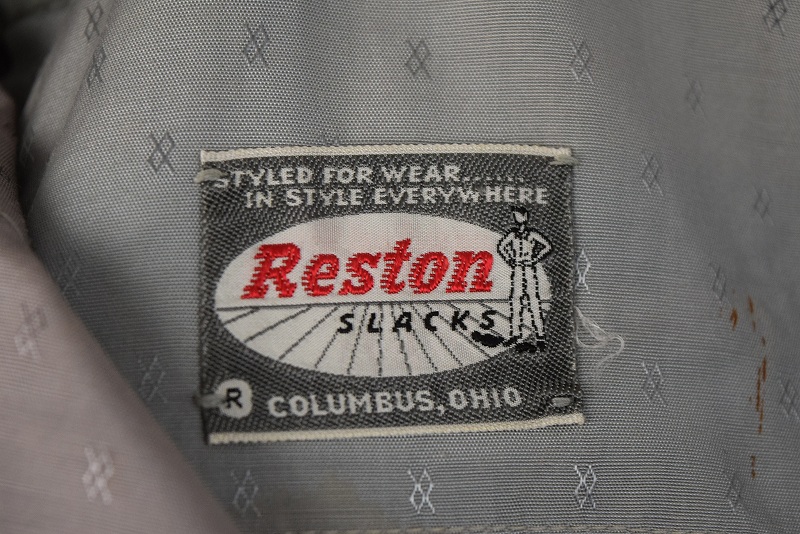 STYLED FOR WEAR......
IN STYLE EVERYWHERE
Reston
SLACKS
R COLUMBUS, OHIO